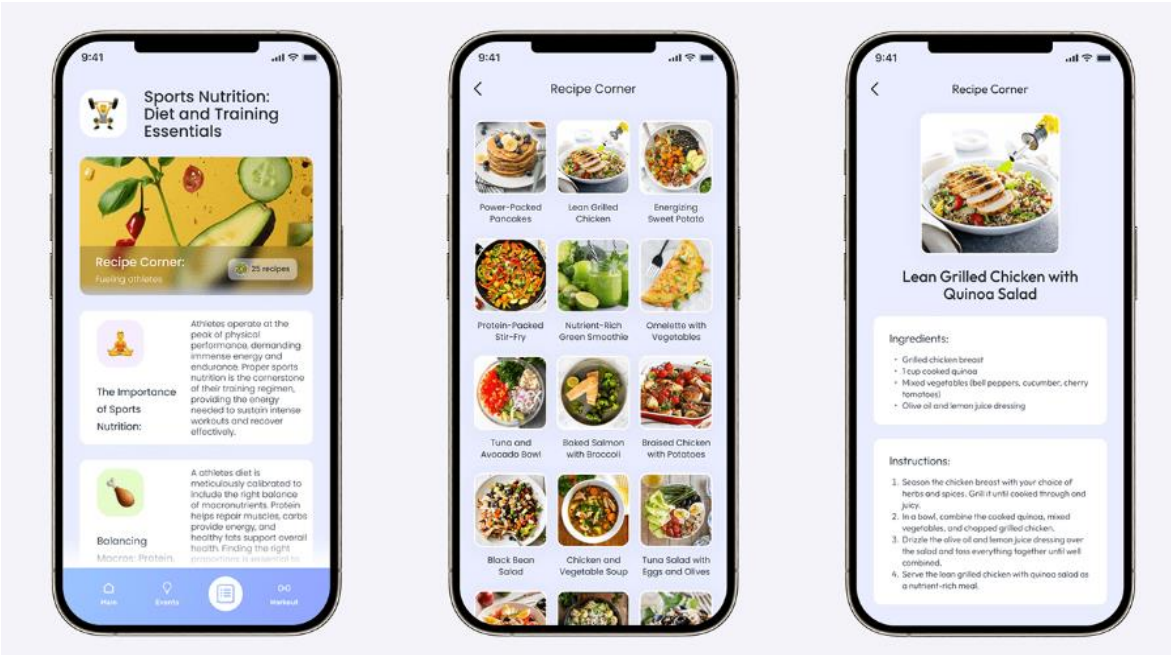 9:41
Sports Nutrition:
Diet and Training
Essentials
Recipe Corner:
Fueling athletes
25 recipes
The Importance
of Sports
Nutrition:
Athletes operate at the
peak of physical
performance, demanding
immense energy and
endurance. Proper sports
nutrition is the cornerstone
of their training regimen,
providing the energy
needed to sustain intense
workouts and recover
effectively.
Balancing
Macros: Protein,
A athletes diet is
meticulously calibrated to
include the right balance
of macronutrients. Protein
helps repair muscles, carbs
provide energy, and
healthy fats support overall
health. Finding the right
proportions is essential to
Main
Events
Workout
9:41
Recipe Corner
Power-Packed
Pancakes
Lean Grilled
Chicken
Energizing
Sweet Potato
Protein-Packed
Stir-Fry
Nutrient-Rich
Green Smoothie
Omelette with
Vegetables
Tuna and
Avocado Bowl
Baked Salmon
with Broccoli
Braised Chicken
with Potatoes
Black Bean
Salad
Chicken and
Vegetable Soup
Tuna Salad with
Eggs and Olives
9:41
Recipe Corner
Lean Grilled Chicken with
Quinoa Salad
Ingredients:
• Grilled chicken breast
• 1 cup cooked quinoa
• Mixed vegetables (bell peppers, cucumber, cherry
tomatoes)
• Olive oil and lemon juice dressing
Instructions:
1. Season the chicken breast with your choice of
herbs and spices. Grill it until cooked through and
juicy.
2. In a bowl, combine the cooked quinoa, mixed
vegetables, and chopped grilled chicken.
3. Drizzle the olive oil and lemon juice dressing over
the salad and toss everything together until well
combined.
4. Serve the lean grilled chicken with quinoa salad as
a nutrient-rich meal.